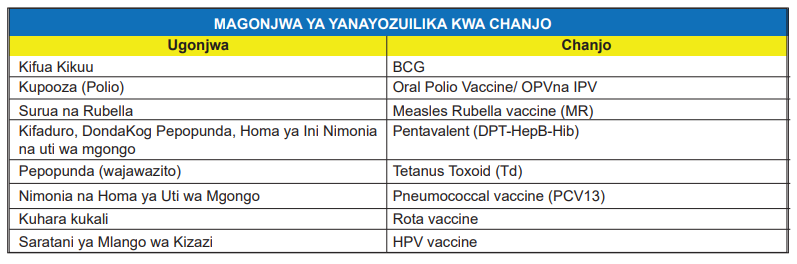 MAGONJWA YA YANAYOZUILIKA KWA CHANJO
Ugonjwa Chanjo
Kifua Kikuu BCG
Kupooza (Polio) Oral Polio Vaccine/ OPVna IPV
Surua na Rubella Measles Rubella vaccine (MR)
Kifaduro, DondaKog Pepopunda, Homa ya Ini Nimonia Pentavalent (DPT-HepB-Hib)
na uti wa mgongo
Pepopunda (wajawazito) Tetanus Toxoid (Td)
Nimonia na Homa ya Uti wa Mgongo Pneumococcal vaccine (PCV13)
Kuhara kukali Rota vaccine
Saratani ya Mlango wa Kizazi HPV vaccine